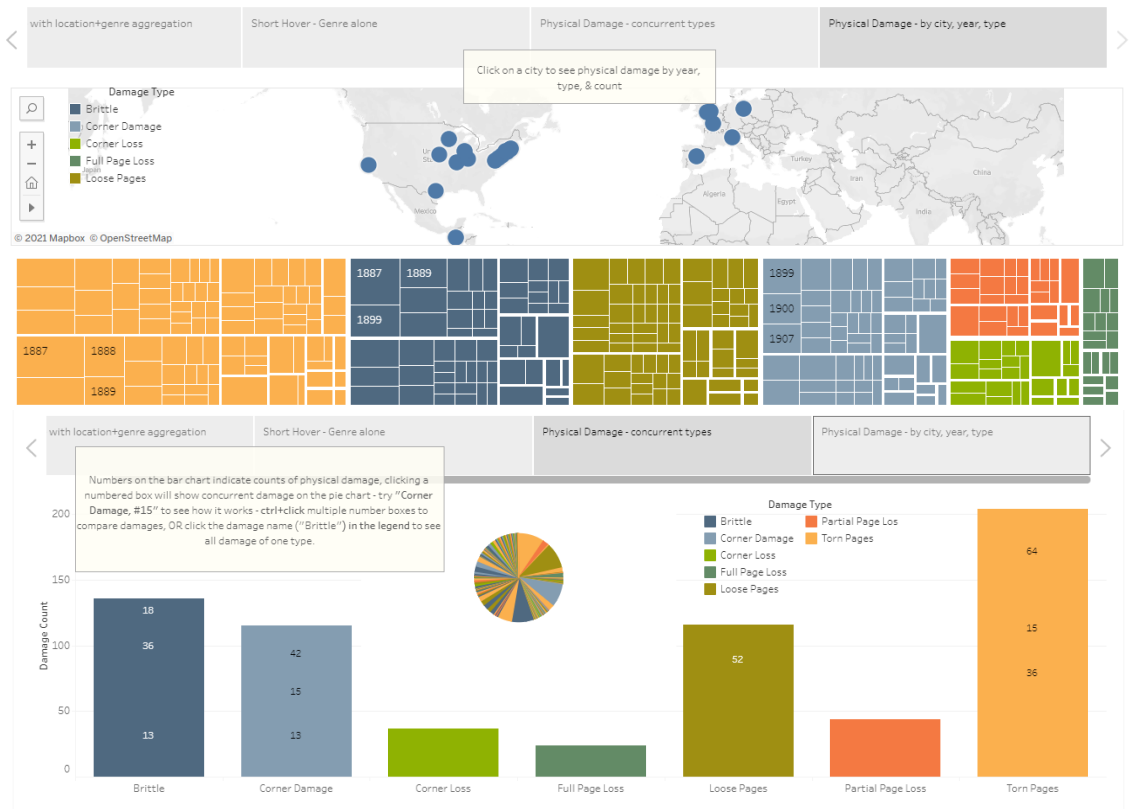 with location+genre aggregation
Short Hover - Genre alone
Physical Damage - concurrent types
Physical Damage - by city, year, type
Click on a city to see physical damage by year,
type, & count
Damage Type
Brittle
Corner Damage
Corner Loss
Full Page Loss
Loose Pages
Japan
Mexico
Turkey
Iran
China
Algeria
Egypt
India
© 2021 Mapbox © OpenStreetMap
1887
1889
1899
1887
1888
1889
1899
1900
1907
with location+genre aggregation
Short Hover - Genre alone
Physical Damage - concurrent types
Physical Damage - by city, year, type
Numbers on the bar chart indicate counts of physical damage, clicking a
numbered box will show concurrent damage on the pie chart - try "Corner
Damage, #15" to see how it works - ctrl+click multiple number boxes to
compare damages, OR click the damage name ("Brittle") in the legend to see
all damage of one type.
Damage Type
Brittle
Corner Damage
Corner Loss
Full Page Loss
Loose Pages
Partial Page Los
Torn Pages
Damage Count
200
150
100
50
0
18
36
13
42
15
13
52
64
15
36
Brittle
Corner Damage
Corner Loss
Full Page Loss
Loose Pages
Partial Page Loss
Torn Pages